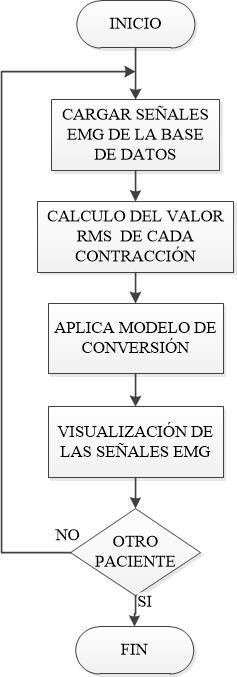 INICIO
CARGAR SEÑALES
EMG DE LA BASE
DE DATOS
CALCULO DEL VALOR
RMS DE CADA
CONTRACCIÓN
APLICA MODELO DE
CONVERSIÓN
VISUALIZACIÓN DE
LAS SEÑALES EMG
NO
OTRO
PACIENTE
SI
FIN